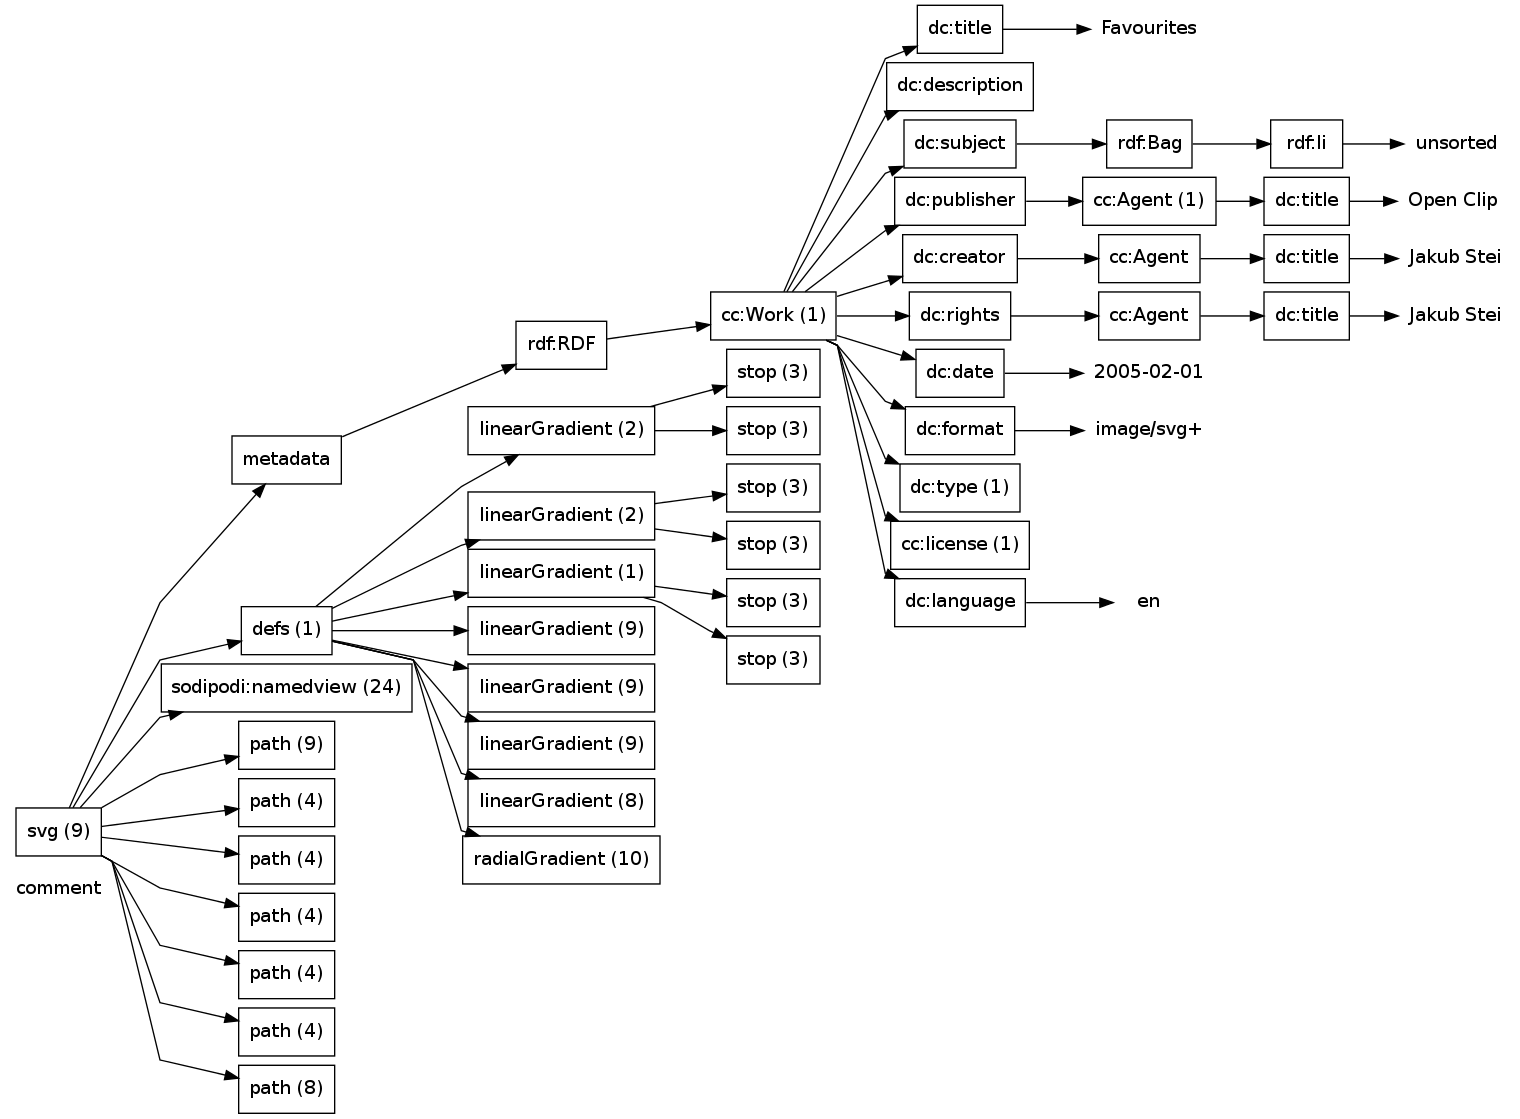 dc:title
Favourites
dc:description
dc:subject
rdf:Bag
rdf:li
unsorted
dc:publisher
cc:Agent (1)
dc:title
Open Clip
dc:creator
cc:Agent
dc:title
Jakub Stei
cc:Work (1)
dc:rights
cc:Agent
dc:title
Jakub Stei
rdf:RDF
stop (3)
dc:date
2005-02-01
linearGradient (2)
stop (3)
dc:format
image/svg+
metadata
stop (3)
dc:type (1)
linearGradient (2)
stop (3)
cc:license (1)
linearGradient (1)
stop (3)
dc:language
en
defs (1)
linearGradient (9)
stop (3)
sodipodi:namedview (24)
linearGradient (9)
path (9)
linearGradient (9)
path (4)
linearGradient (8)
svg (9)
path (4)
radialGradient (10)
comment
path (4)
path (4)
path (4)
path (8)